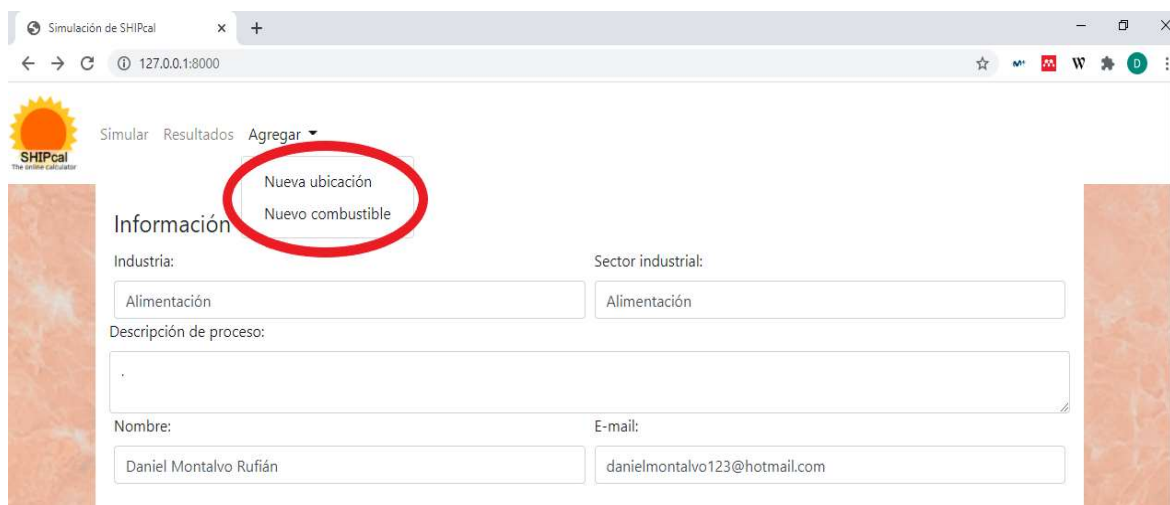 Simulación de SHIPcal
127.0.0.1:8000
W D
SHIPcal
The online calculator
Simular Resultados Agregar
Nueva ubicación
Nuevo combustible
Información
Industria: Sector industrial:
Alimentación Alimentación
Descripción de proceso:
.
Nombre: E-mail:
Daniel Montalvo Rufián danielmontalvo123@hotmail.com